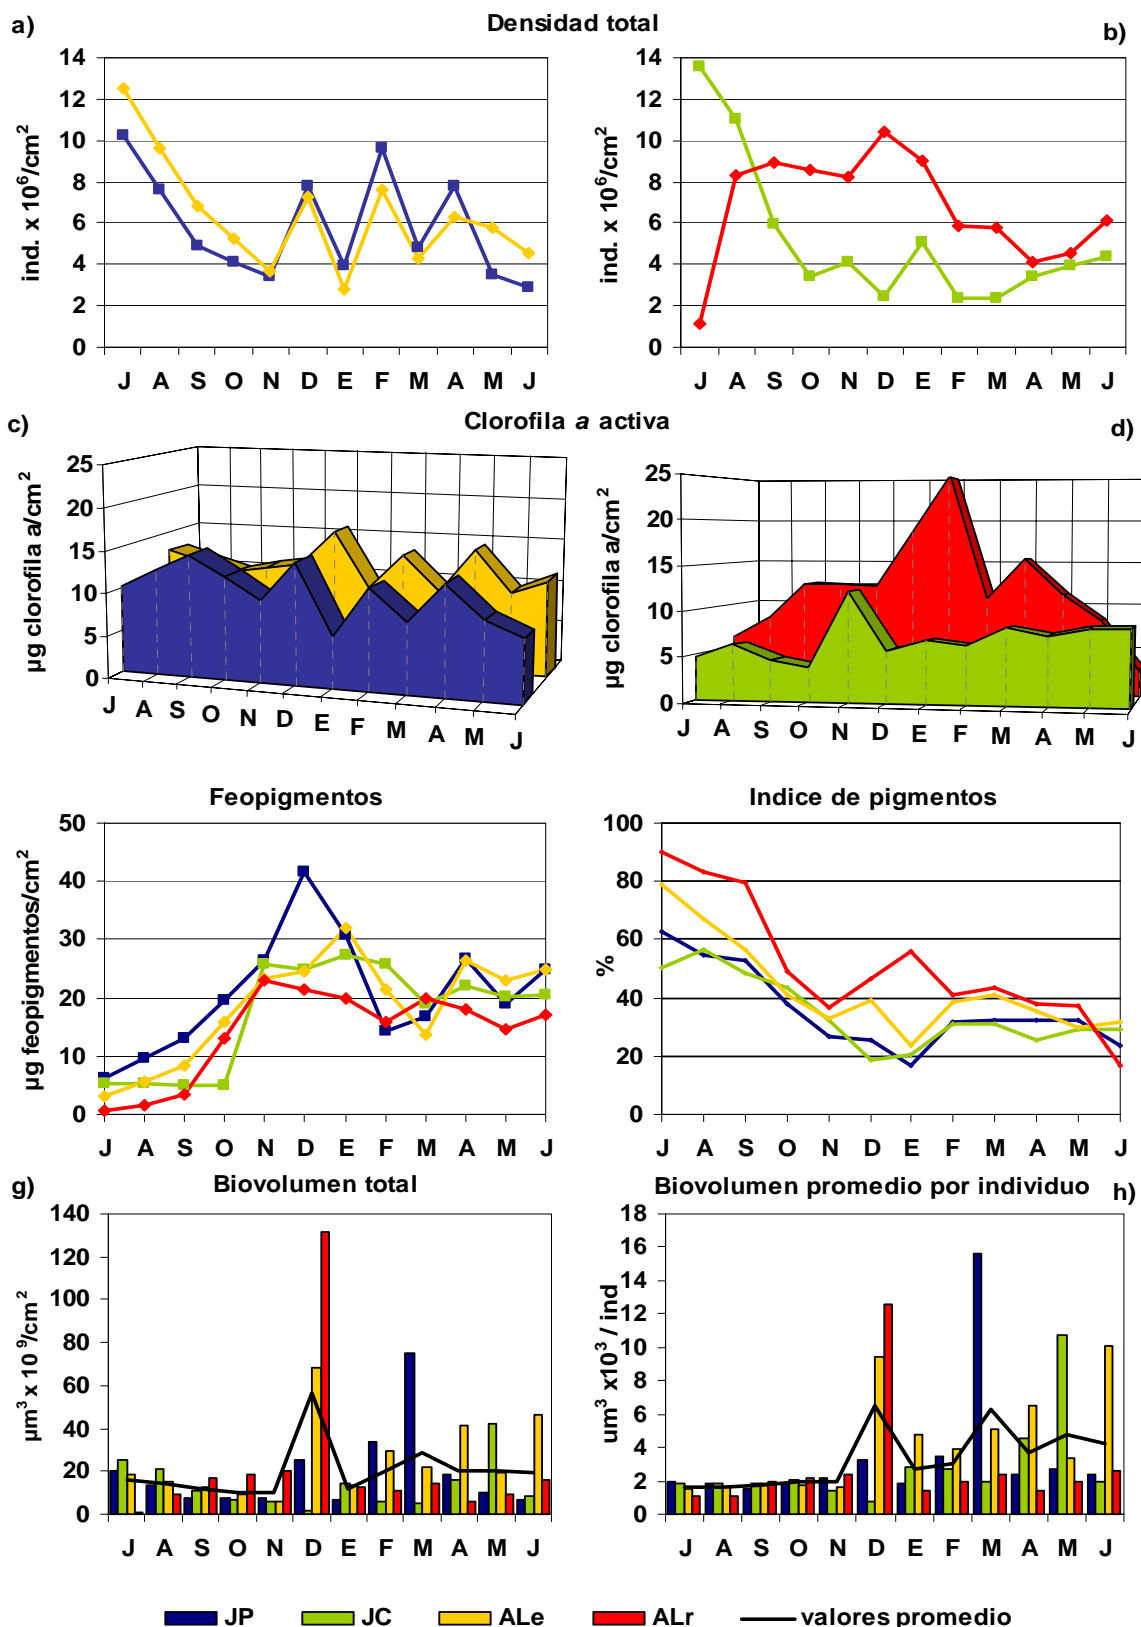 a)
Densidad total
b)
ind. x 10⁶/cm²
14
12
10
8
6
4
2
0
J A S O N D E F M A M J
ind. x 10⁶/cm²
14
12
10
8
6
4
2
0
J A S O N D E F M A M J
c)
Clorofila a activa
d)
µg clorofila a/cm²
25
20
15
10
5
0
J A S O N D E F M A M J
µg clorofila a/cm²
25
20
15
10
5
0
J A S O N D E F M A M J
Feopigmentos
µg feopigmentos/cm²
50
40
30
20
10
0
J A S O N D E F M A M J
Indice de pigmentos
%
100
80
60
40
20
0
J A S O N D E F M A M J
g)
Biovolumen total
µm³ x 10⁹/cm²
140
120
100
80
60
40
20
0
J A S O N D E F M A M J
Biovolumen promedio por individuo
h)
um³ x10³ / ind
18
16
14
12
10
8
6
4
2
0
J A S O N D E F M A M J
JP JC ALe ALr valores promedio